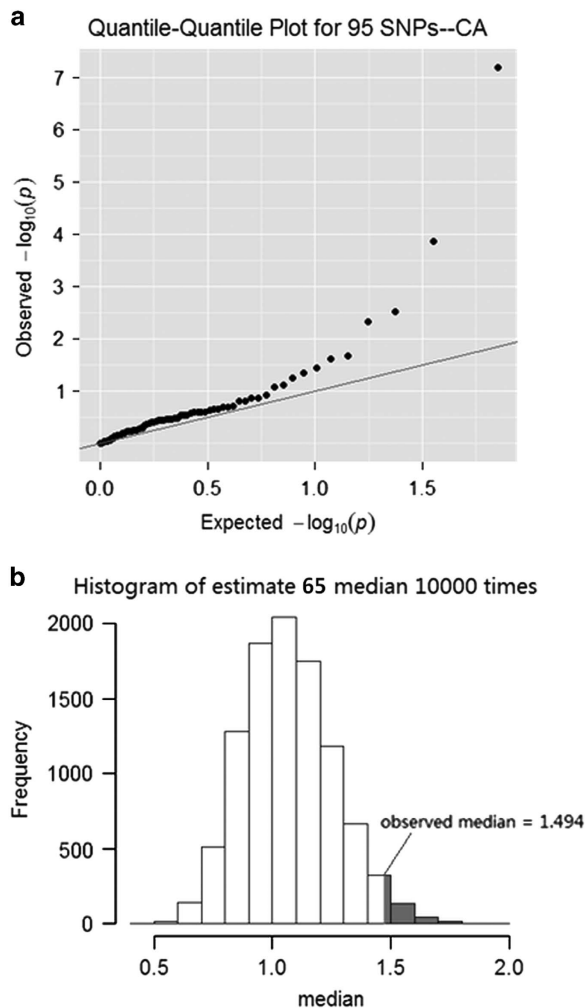 a
Quantile-Quantile Plot for 95 SNPs--CA
7
6
5
4
3
2
1
Observed −log10(p)
0.0 0.5 1.0 1.5
Expected −log10(p)
b
Histogram of estimate 65 median 10000 times
2000
1500
1000
500
0
Frequency
observed median = 1.494
0.5 1.0 1.5 2.0
median